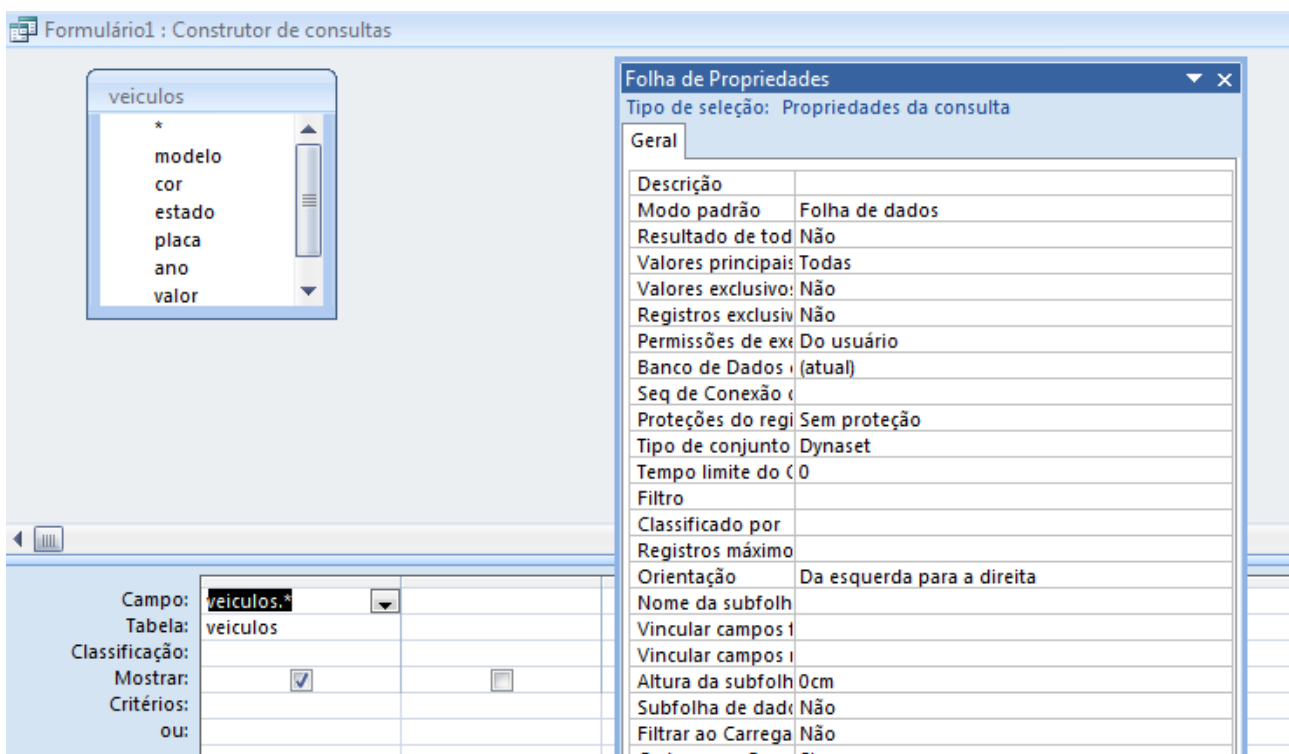 Formulário1 : Construtor de consultas
veiculos
*
modelo
cor
estado
placa
ano
valor
Folha de Propriedades
Tipo de seleção: Propriedades da consulta
Geral
Descrição
Modo padrão Folha de dados
Resultado de tod Não
Valores principais Todas
Valores exclusivos Não
Registros exclusiv Não
Permissões de exe Do usuário
Banco de Dados (atual)
Seq de Conexão
Proteções do regi Sem proteção
Tipo de conjunto Dynaset
Tempo limite do 0
Filtro
Classificado por
Registros máximo
Orientação Da esquerda para a direita
Nome da subfolh
Vincular campos
Vincular campos
Altura da subfolh 0cm
Subfolha de dad Não
Filtrar ao Carrega Não
Campo: veiculos.*
Tabela: veiculos
Classificação:
Mostrar:
Critérios:
ou: